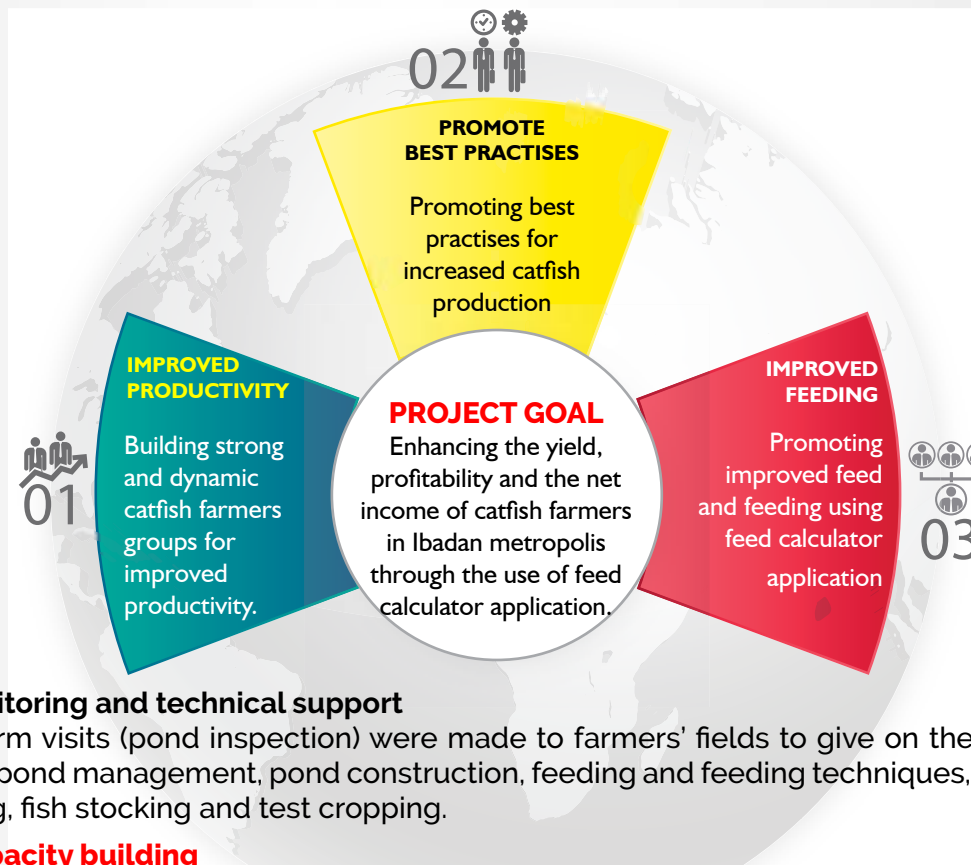 02
PROMOTE
BEST PRACTISES
Promoting best
practises for
increased catfish
production
01
IMPROVED
PRODUCTIVITY
Building strong
and dynamic
catfish farmers
groups for
improved
productivity.
PROJECT GOAL
Enhancing the yield,
profitability and the net
income of catfish farmers
in Ibadan metropolis
through the use of feed
calculator application.
IMPROVED
FEEDING
Promoting
improved feed
and feeding using
feed calculator
application
03
itoring and technical support
rm visits (pond inspection) were made to farmers’ fields to give on the
pond management, pond construction, feeding and feeding techniques,
g, fish stocking and test cropping.
pacity building